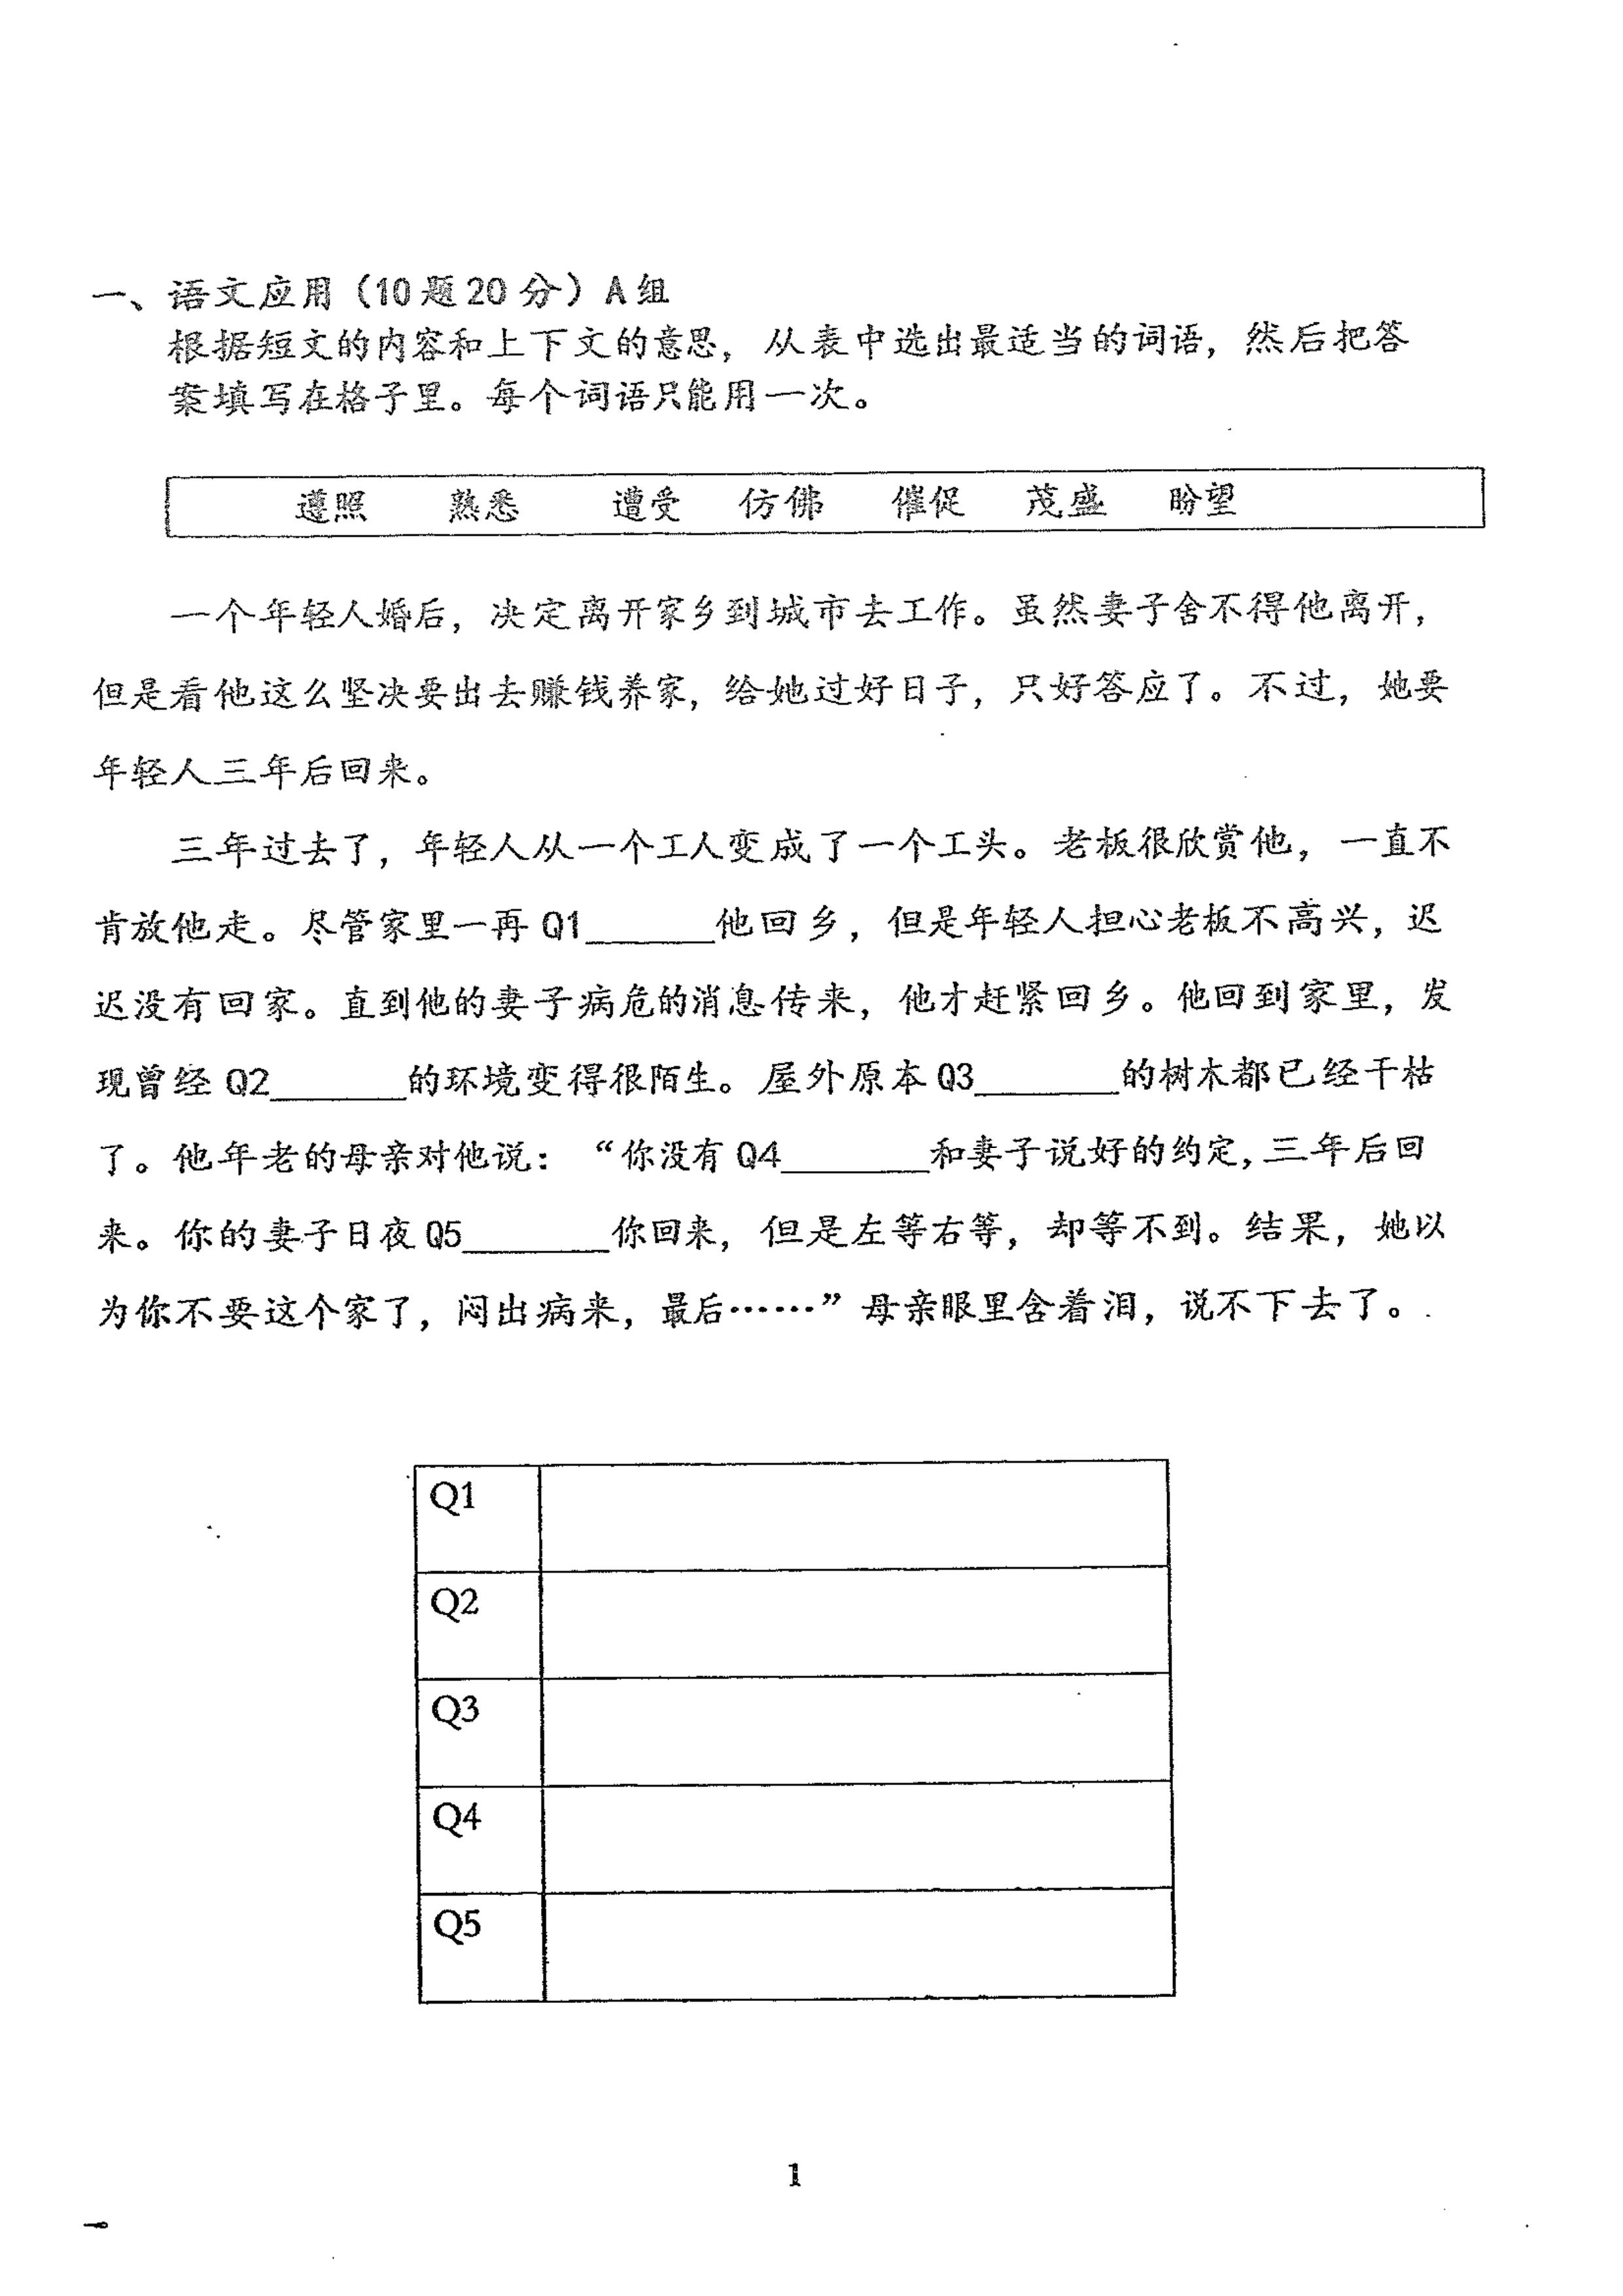 一、语文应用（10题20分）A组
根据短文的内容和上下文的意思，从表中选出最适当的词语，然后把答
案填写在格子里。每个词语只能用一次。
遵照 熟悉 遭受 仿佛 催促 茂盛 盼望
一个年轻人婚后，决定离开家乡到城市去工作。虽然妻子舍不得他离开，
但是看他这么坚决要出去赚钱养家，给她过好日子，只好答应了。不过，她要
年轻人三年后回来。
三年过去了，年轻人从一个工人变成了一个工头。老板很欣赏他，一直不
肯放他走。尽管家里一再Q1______他回乡，但是年轻人担心老板不高兴，迟
迟没有回家。直到他的妻子病危的消息传来，他才赶紧回乡。他回到家里，发
现曾经Q2______的环境变得很陌生。屋外原本Q3______的树木都已经干枯
了。他年老的母亲对他说：“你没有Q4______和妻子说好的约定，三年后回
来。你的妻子日夜Q5______你回来，但是左等右等，却等不到。结果，她以
为你不要这个家了，闷出病来，最后……”母亲眼里含着泪，说不下去了。
Q1
Q2
Q3
Q4
Q5
1